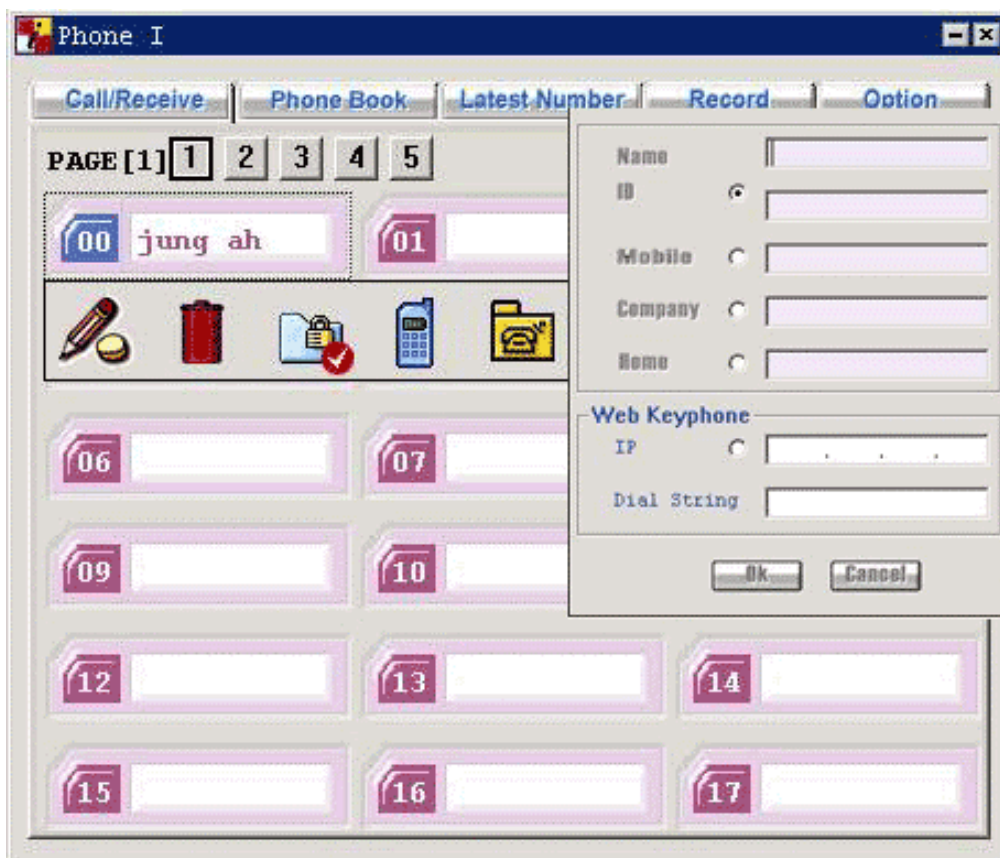 Phone I
Call/Receive
Phone Book
Latest Number
Record
Option
PAGE[1] 1 2 3 4 5
00 jung ah
01
06
07
09
10
12
13
14
15
16
17
Name
ID
Mobile
Company
Home
Web Keyphone
IP . . .
Dial String
Ok
Cancel